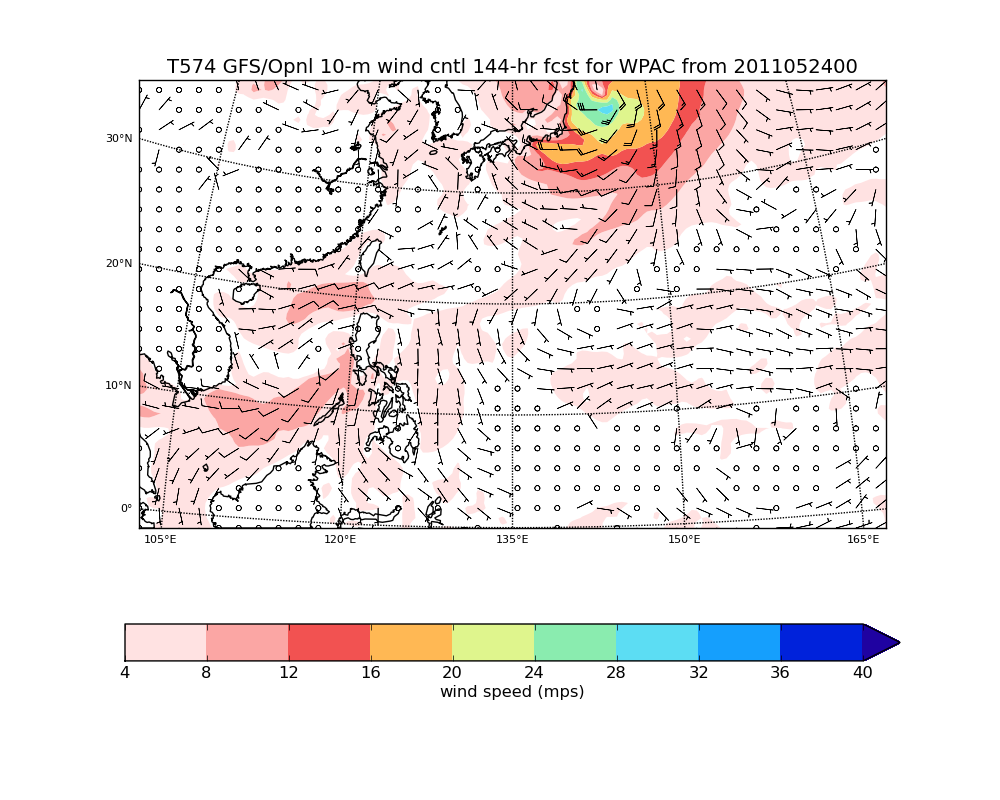 T574 GFS/Opnl 10-m wind cntl 144-hr fcst for WPAC from 2011052400
30°N
20°N
10°N
0°
105°E 120°E 135°E 150°E 165°E
4 8 12 16 20 24 28 32 36 40
wind speed (mps)